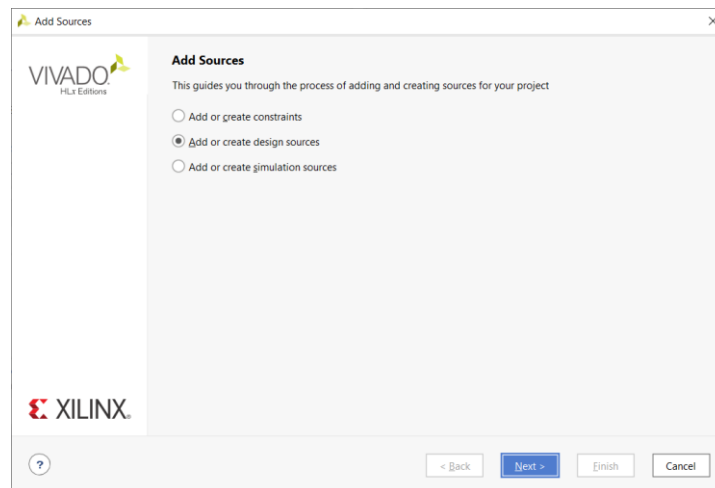 Add Sources
VIVADO
HLx Editions
Add Sources
This guides you through the process of adding and creating sources for your project
Add or create constraints
Add or create design sources
Add or create simulation sources
XILINX
?
< Back
Next >
Finish
Cancel